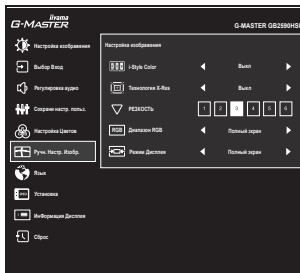 iiyama
G-MASTER
G-MASTER GB2590HSU
Настройка изображения
Выбор Вход
Регулировка аудио
Сохрани настр. польз.
Настройка Цветов
Ручн. Настр. Изобр.
Язык
Установка
Информация Дисплея
Сброс
Настройка изображения
i-Style Color Выкл
Технология X-Res Выкл
РЕЗКОСТЬ 1 2 3 4 5 6
RGB Диапазон RGB Полный экран
Режим Дисплея Полный экран